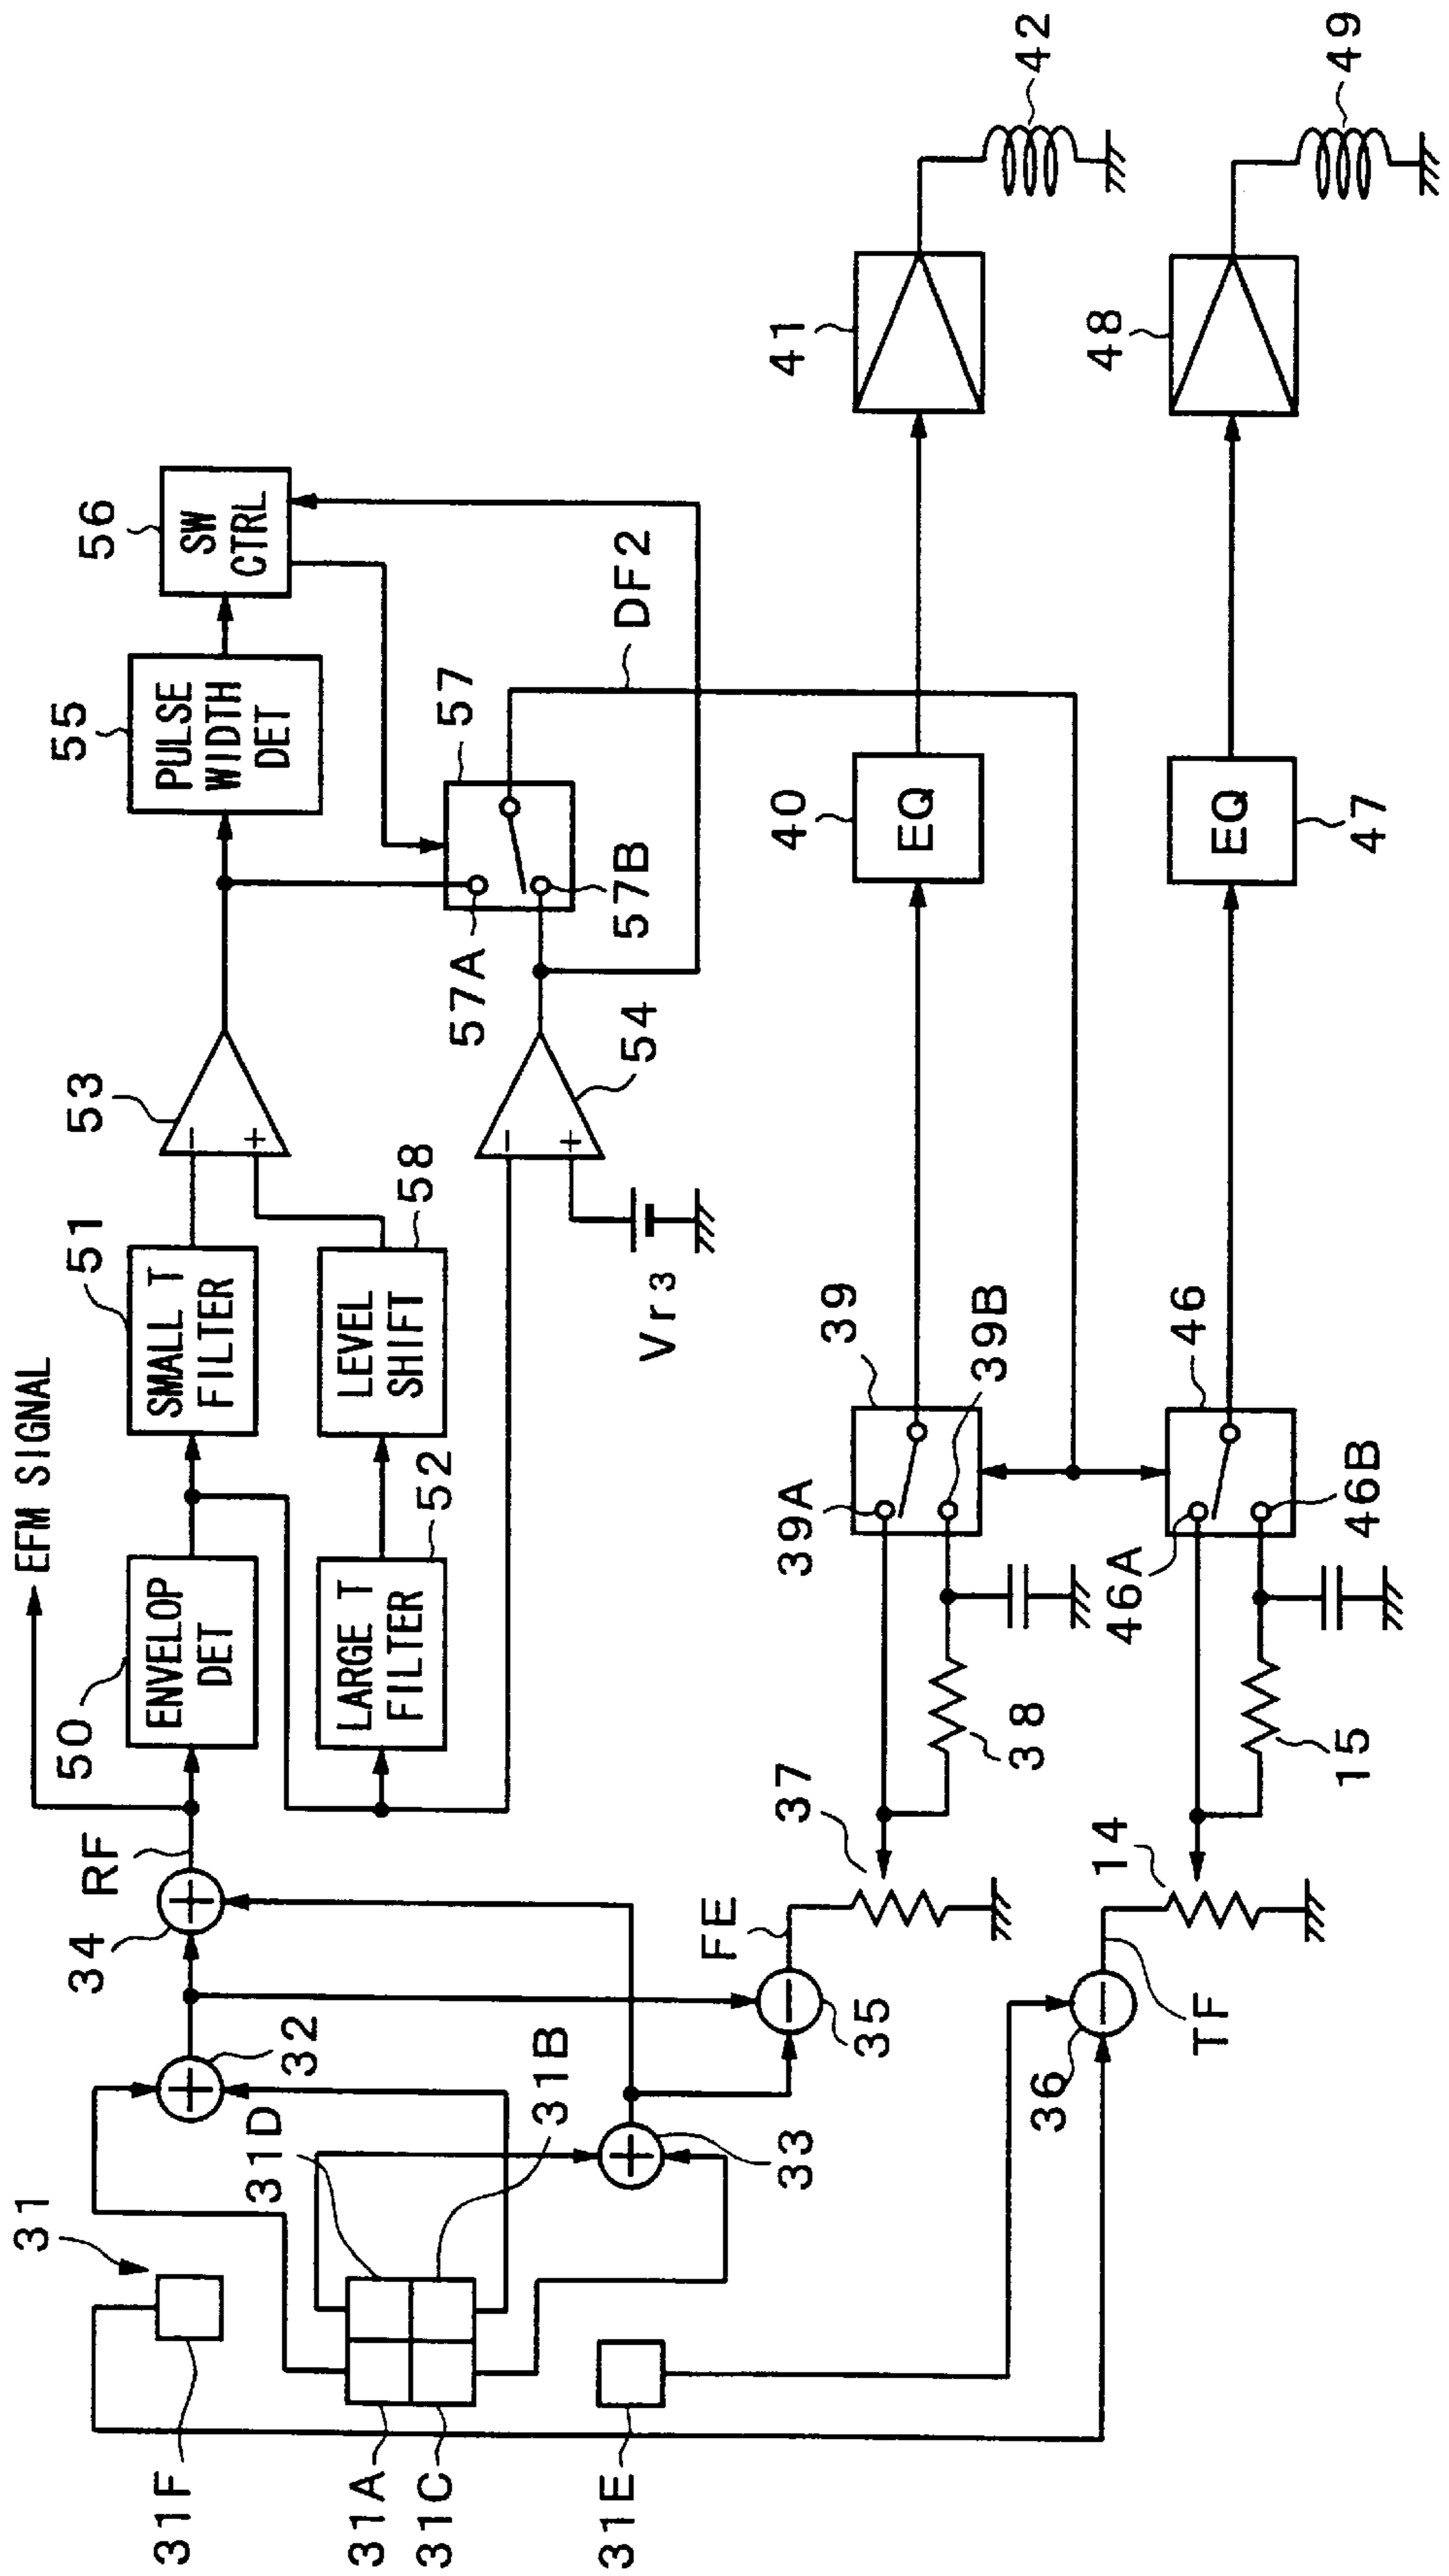 EFM SIGNAL
50
ENVELOP
DET
51
SMALL T
FILTER
53
−
+
55
PULSE
WIDTH
DET
56
SW
CTRL
RF
34
32
31
31F
31D
31B
31A
31C
31E
33
LARGE T
FILTER
52
LEVEL
SHIFT
58
57
57A
57B
DF2
−
+
54
Vr3
FE
35
37
38
39A
39
39B
40
EQ
41
42
36
TF
14
15
46A
46
46B
EQ
47
48
49